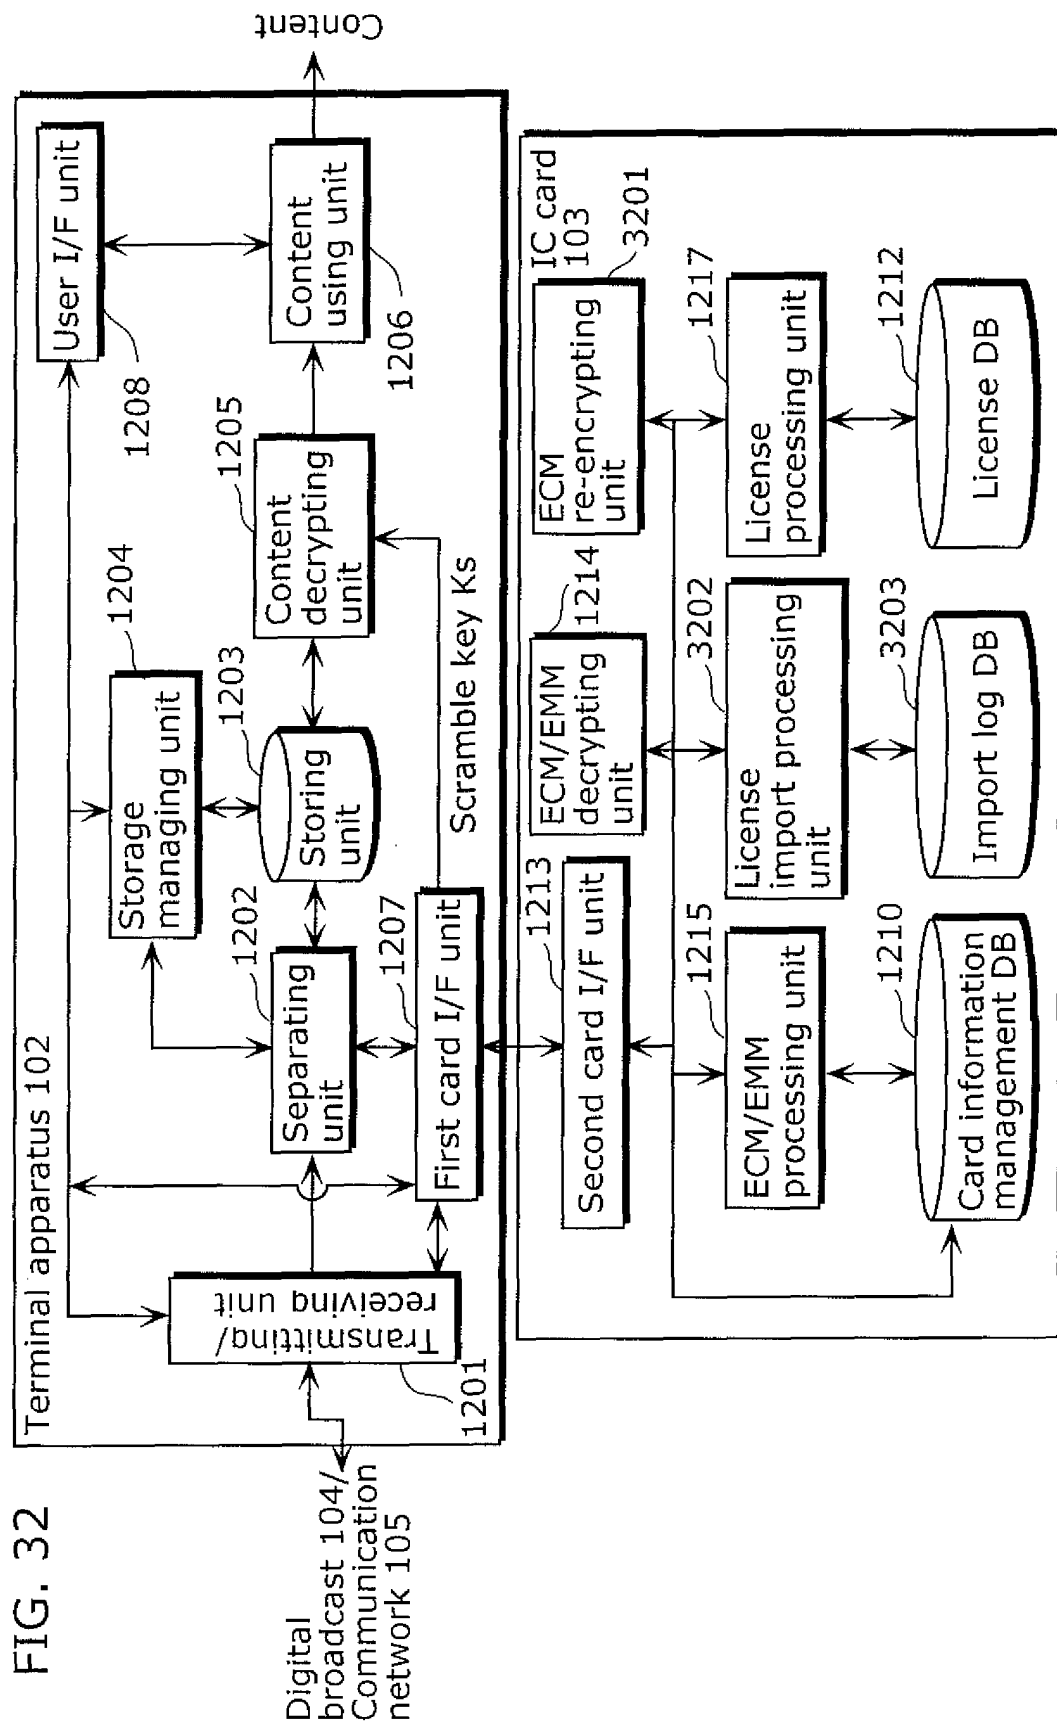 FIG. 32
Terminal apparatus 102
User I/F unit
1208
Storage
managing unit
1204
Digital
broadcast 104/
Communication
network 105
Transmitting/
receiving unit
1201
Separating
unit
1202
Storing
unit
1203
Content
decrypting
unit
1205
Content
using unit
1206
Content
First card I/F unit
1207
Scramble key Ks
IC card
103
Second card I/F unit
1213
ECM/EMM
decrypting
unit
1214
ECM
re-encrypting
unit
3201
ECM/EMM
processing unit
1215
License
import processing
unit
3202
License
processing unit
1217
Card information
management DB
1210
Import log DB
3203
License DB
1212